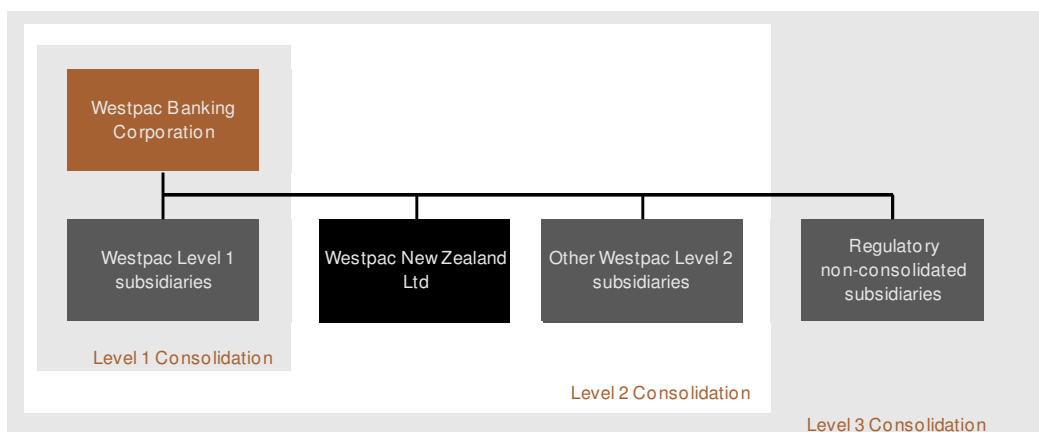 Westpac Banking
Corporation
Westpac Level 1
subsidiaries
Westpac New Zealand
Ltd
Other Westpac Level 2
subsidiaries
Regulatory
non-consolidated
subsidiaries
Level 1 Consolidation
Level 2 Consolidation
Level 3 Consolidation